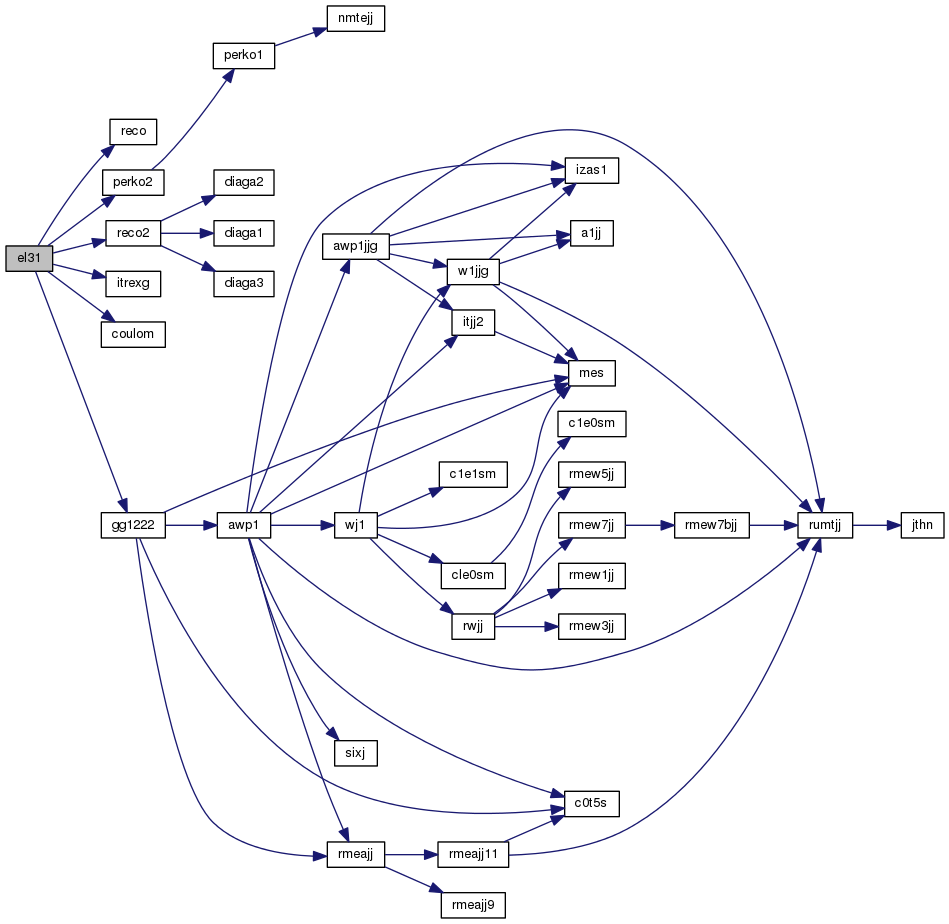 nmtejj
perko1
reco
izas1
perko2
diaga2
reco2
diaga1
a1jj
awp1jjg
el31
w1jjg
itrexg
diaga3
itjj2
coulom
mes
c1e0sm
c1e1sm
rmew5jj
gg1222
awp1
wj1
rmew7jj
rmew7bjj
rumtjj
jthn
cle0sm
rmew1jj
rwjj
rmew3jj
sixj
c0t5s
rmeajj
rmeajj11
rmeajj9